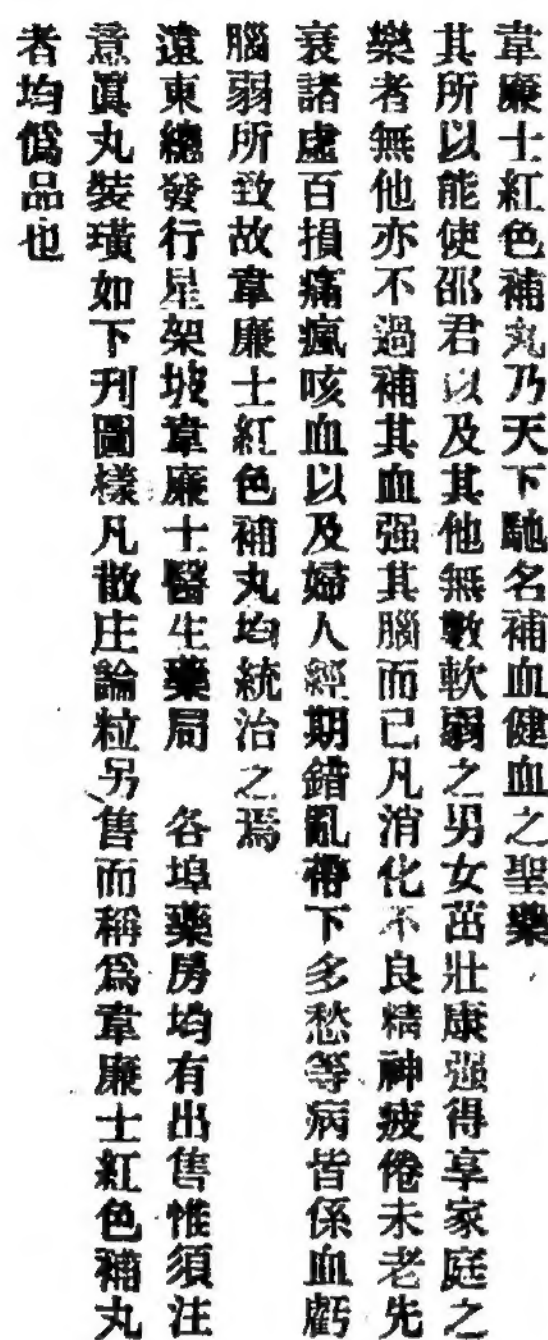 韋廉士紅色補丸乃天下馳名補血健血之聖藥
其所以能使邵君以及其他無數軟弱之男女茁壯康强得享家庭之
樂者無他亦不過補其血强其腦而已凡消化不良精神疲倦未老先
衰諸虛百損痛瘋咳血以及婦人經期錯亂帶下多愁等病皆係血虧
腦弱所致故韋廉士紅色補丸均統治之焉
遠東總發行星架坡韋廉士醫生藥局　各埠藥房均有出售惟須注
意眞丸裝璜如下刋圖樣凡散庄論粒另售而稱爲韋廉士紅色補丸
者均僞品也